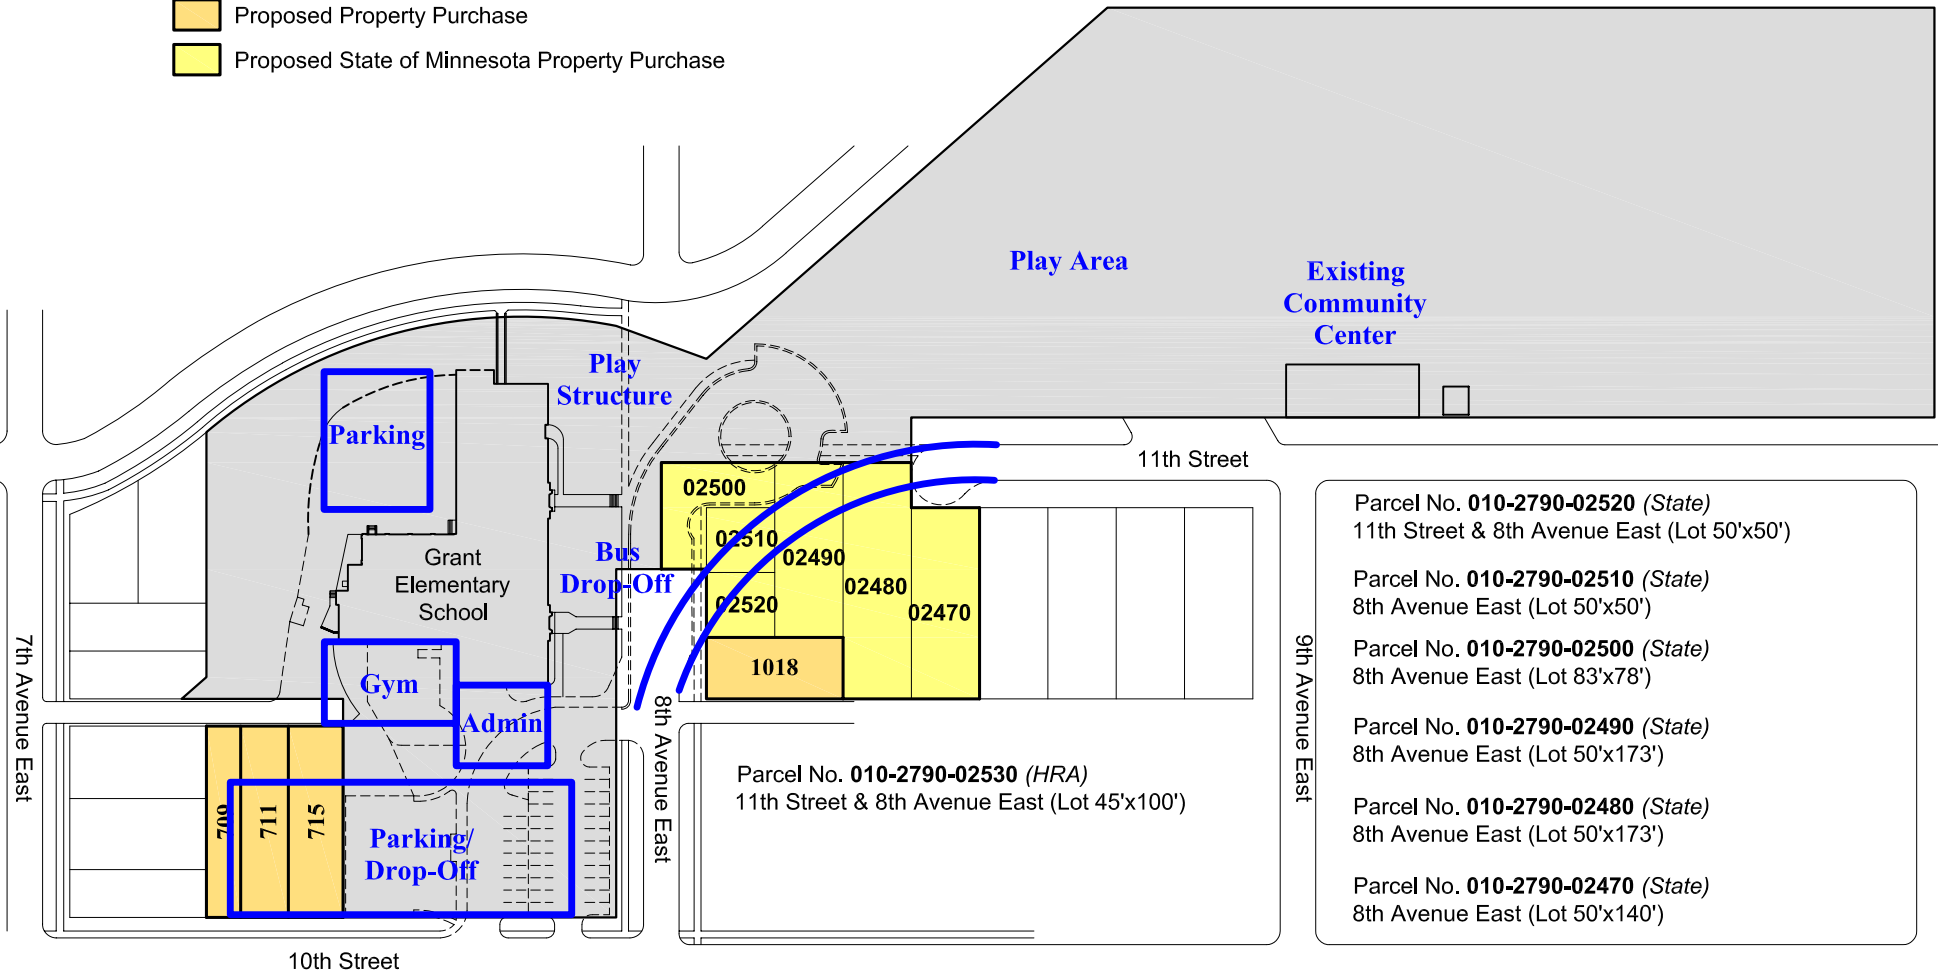 Proposed Property Purchase
Proposed State of Minnesota Property Purchase
Play Area
Existing
Community
Center
Play
Structure
Parking
11th Street
02500
02510
02490
02480
02520
02470
1018
Grant
Elementary
School
Bus
Drop-Off
Gym
Admin
7th Avenue East
8th Avenue East
9th Avenue East
709
711
715
Parking/
Drop-Off
10th Street
Parcel No. 010-2790-02530 (HRA)
11th Street & 8th Avenue East (Lot 45'x100')
Parcel No. 010-2790-02520 (State)
11th Street & 8th Avenue East (Lot 50'x50')
Parcel No. 010-2790-02510 (State)
8th Avenue East (Lot 50'x50')
Parcel No. 010-2790-02500 (State)
8th Avenue East (Lot 83'x78')
Parcel No. 010-2790-02490 (State)
8th Avenue East (Lot 50'x173')
Parcel No. 010-2790-02480 (State)
8th Avenue East (Lot 50'x173')
Parcel No. 010-2790-02470 (State)
8th Avenue East (Lot 50'x140')